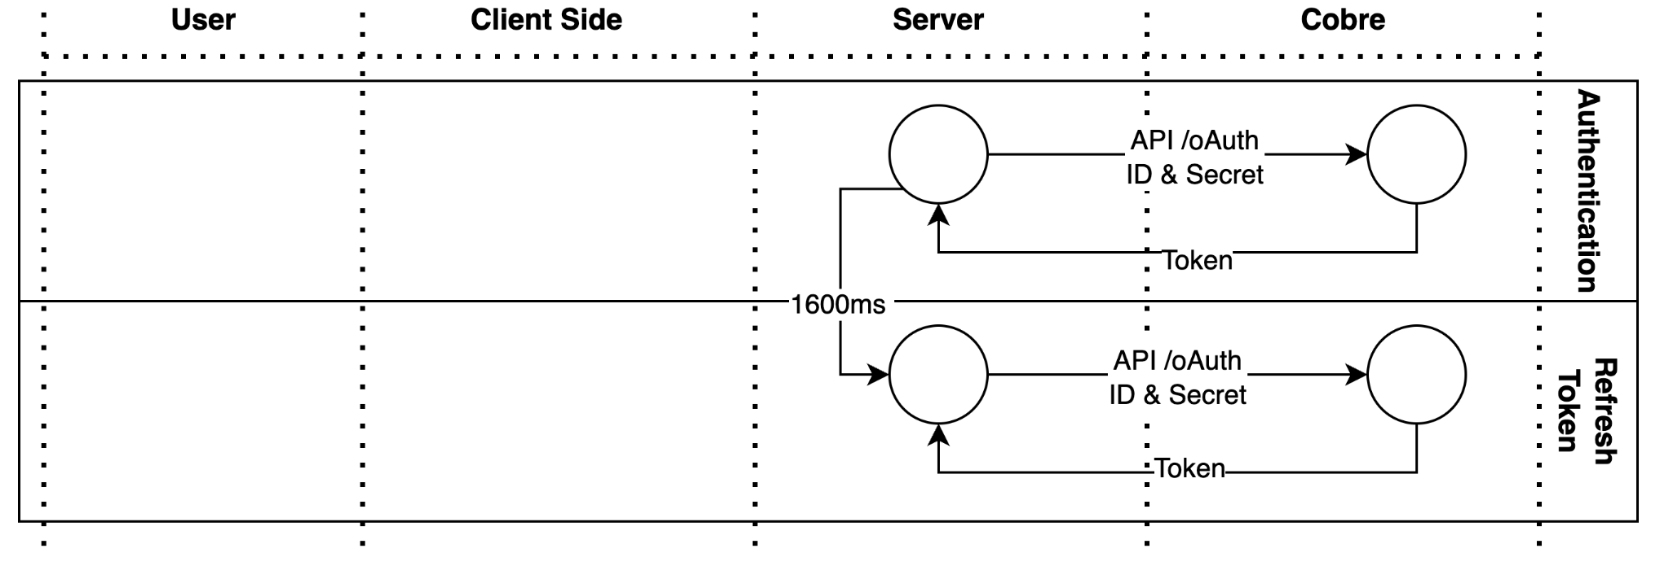 User
Client Side
Server
Cobre
API /oAuth
ID & Secret
Token
Authentication
1600ms
API /oAuth
ID & Secret
Token
Refresh
Token